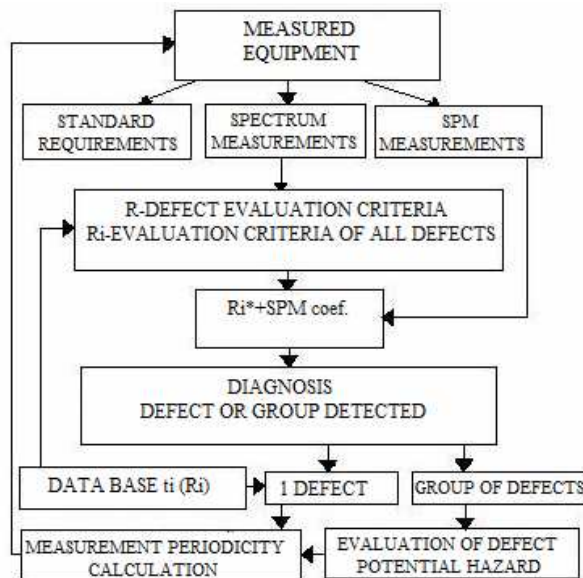 MEASURED
EQUIPMENT
STANDARD
REQUIREMENTS
SPECTRUM
MEASUREMENTS
SPM
MEASUREMENTS
R-DEFECT EVALUATION CRITERIA
Ri-EVALUATION CRITERIA OF ALL DEFECTS
Ri*+SPM coef.
DIAGNOSIS
DEFECT OR GROUP DETECTED
DATA BASE ti (Ri)
1 DEFECT
GROUP OF DEFECTS
MEASUREMENT PERIODICITY
CALCULATION
EVALUATION OF DEFECT
POTENTIAL HAZARD